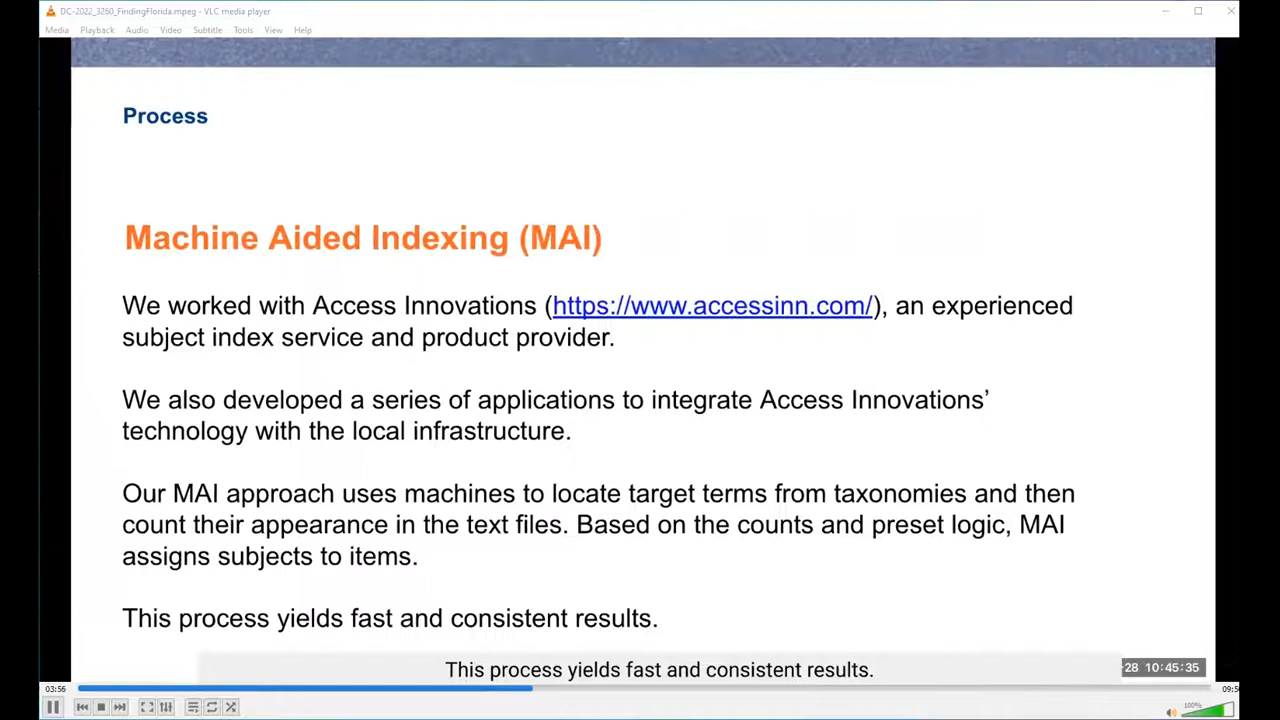 DC-2022_3260_FindingFlorida.mpeg - VLC media player
Media Playback Audio Video Subtitle Tools View Help
Process
Machine Aided Indexing (MAI)
We worked with Access Innovations (https://www.accessinn.com/), an experienced
subject index service and product provider.
We also developed a series of applications to integrate Access Innovations’
technology with the local infrastructure.
Our MAI approach uses machines to locate target terms from taxonomies and then
count their appearance in the text files. Based on the counts and preset logic, MAI
assigns subjects to items.
This process yields fast and consistent results.
This process yields fast and consistent results.
28 10:45:35
03:56
100%